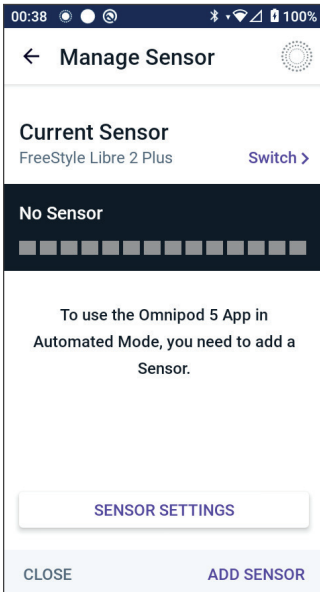 00:38 100%
Manage Sensor
Current Sensor
FreeStyle Libre 2 Plus Switch >
No Sensor
To use the Omnipod 5 App in
Automated Mode, you need to add a
Sensor.
SENSOR SETTINGS
CLOSE ADD SENSOR